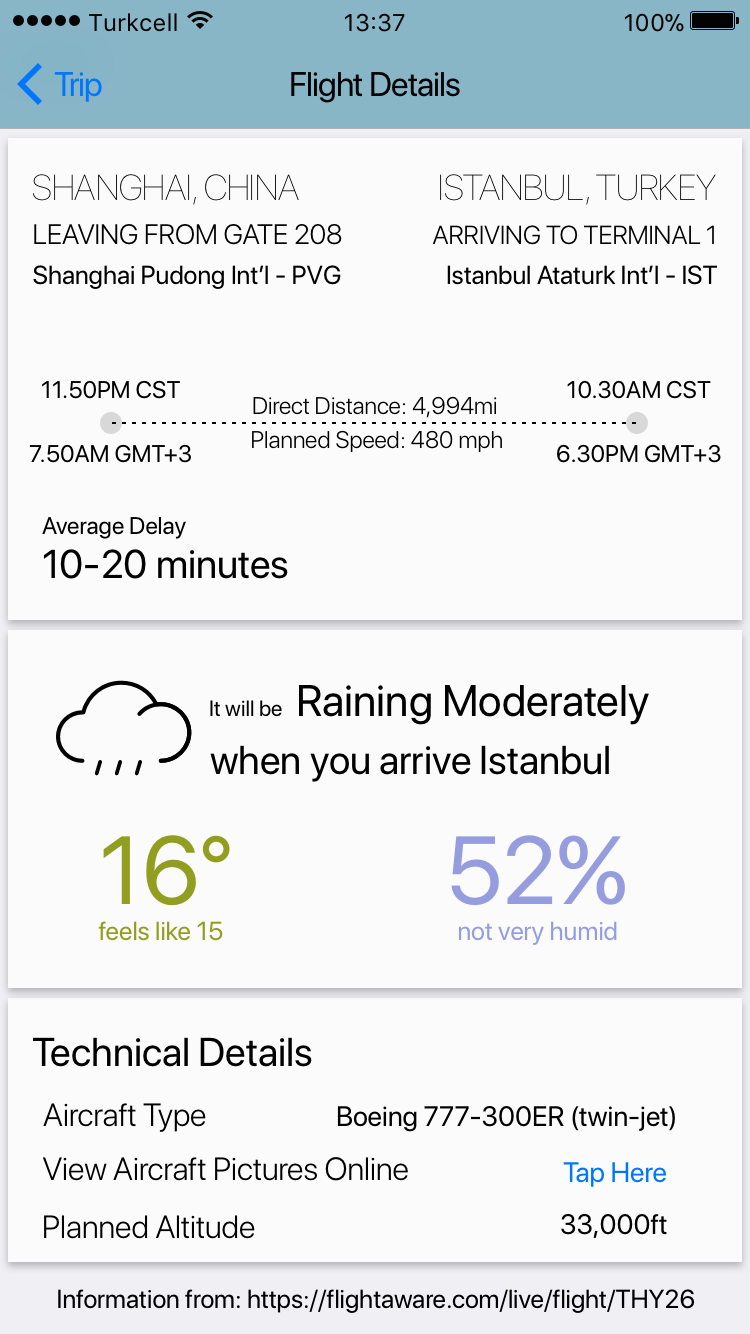 Turkcell 13:37 100%
Trip Flight Details
SHANGHAI, CHINA ISTANBUL, TURKEY
LEAVING FROM GATE 208 ARRIVING TO TERMINAL 1
Shanghai Pudong Int’l - PVG Istanbul Ataturk Int’l - IST
11.50PM CST 10.30AM CST
Direct Distance: 4,994mi
Planned Speed: 480 mph
7.50AM GMT+3 6.30PM GMT+3
Average Delay
10-20 minutes
It will be Raining Moderately
when you arrive Istanbul
16° 52%
feels like 15 not very humid
Technical Details
Aircraft Type Boeing 777-300ER (twin-jet)
View Aircraft Pictures Online Tap Here
Planned Altitude 33,000ft
Information from: https://flightaware.com/live/flight/THY26